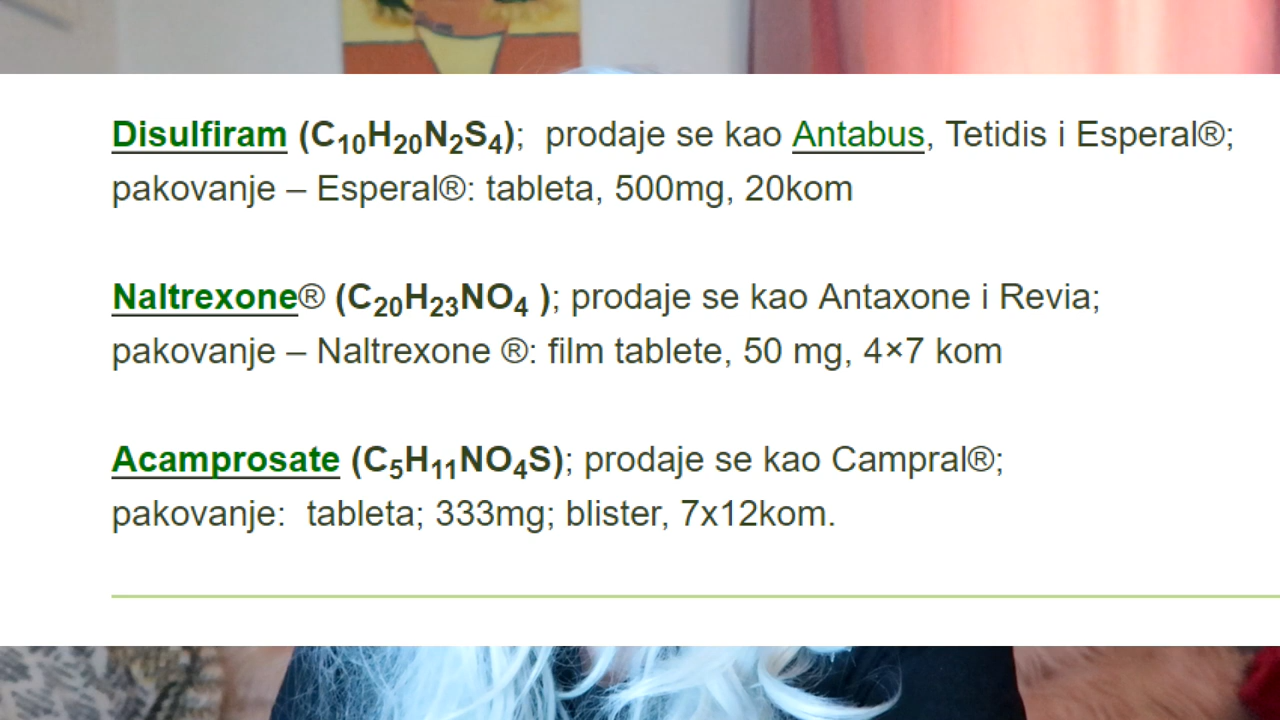 Disulfiram (C₁₀H₂₀N₂S₄);  prodaje se kao Antabus, Tetidis i Esperal®;
pakovanje – Esperal®: tableta, 500mg, 20kom
Naltrexone® (C₂₀H₂₃NO₄ ); prodaje se kao Antaxone i Revia;
pakovanje – Naltrexone ®: film tablete, 50 mg, 4×7 kom
Acamprosate (C₅H₁₁NO₄S); prodaje se kao Campral®;
pakovanje:  tableta; 333mg; blister, 7x12kom.